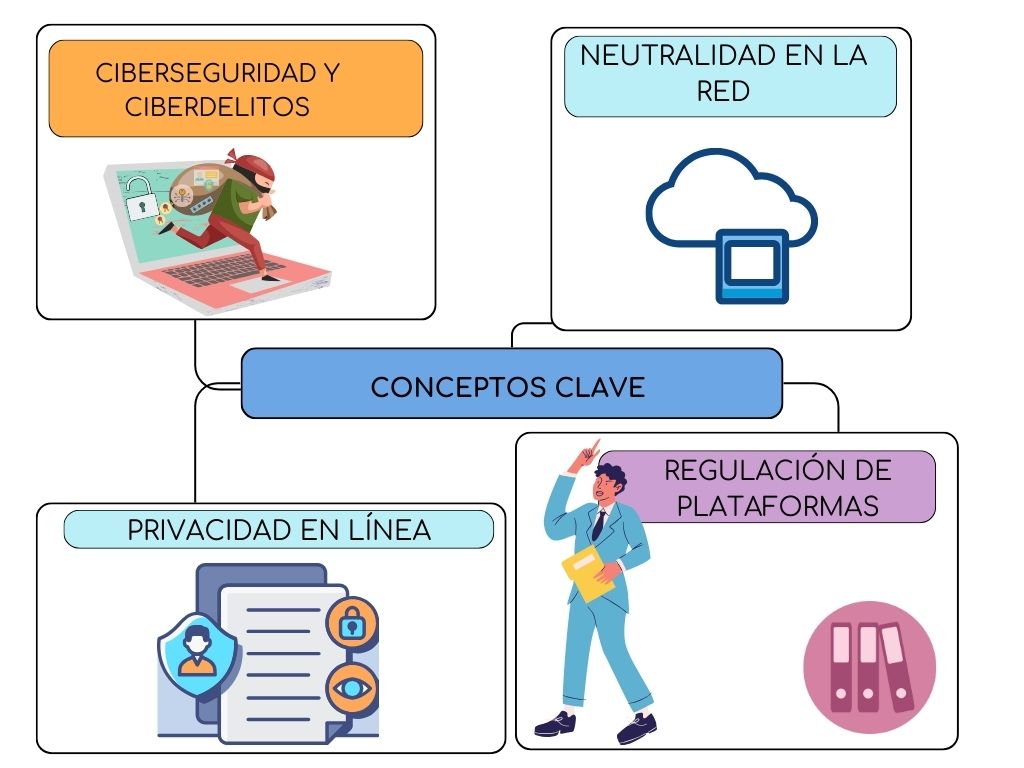 CIBERSEGURIDAD Y
CIBERDELITOS
NEUTRALIDAD EN LA
RED
CONCEPTOS CLAVE
PRIVACIDAD EN LÍNEA
REGULACIÓN DE
PLATAFORMAS